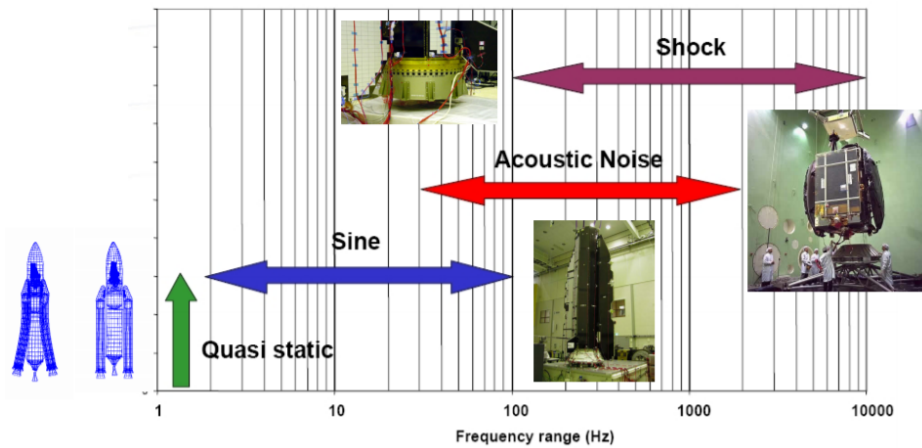 Shock
Acoustic Noise
Sine
Quasi static
1 10 100 1000 10000
Frequency range (Hz)